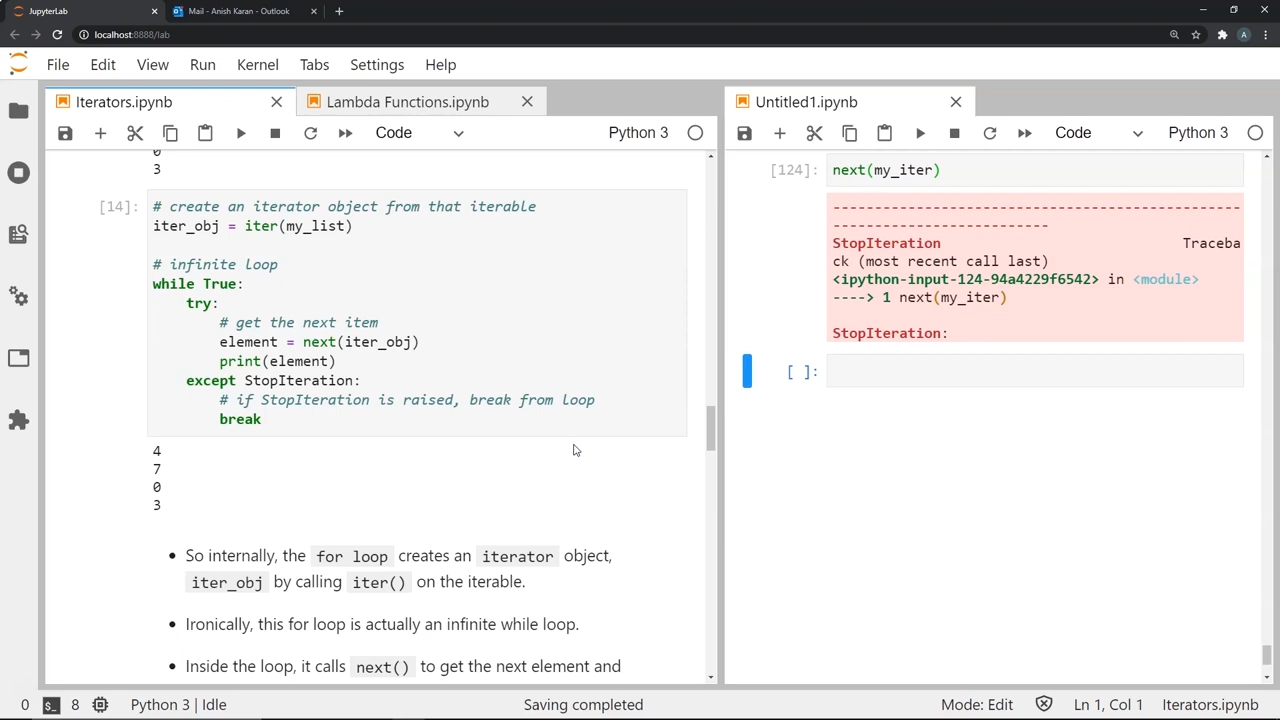 JupyterLab
Mail - Anish Karan - Outlook
localhost:8888/lab
A
File Edit View Run Kernel Tabs Settings Help
Iterators.ipynb
Lambda Functions.ipynb
Code
Python 3
0
3
[14]:
# create an iterator object from that iterable
iter_obj = iter(my_list)
# infinite loop
while True:
try:
# get the next item
element = next(iter_obj)
print(element)
except StopIteration:
# if StopIteration is raised, break from loop
break
4
7
0
3
• So internally, the for loop creates an iterator object,
iter_obj by calling iter() on the iterable.
• Ironically, this for loop is actually an infinite while loop.
• Inside the loop, it calls next() to get the next element and
Untitled1.ipynb
Code
Python 3
[124]:
next(my_iter)
--------------------------------------------------
--------------------------
StopIteration Traceba
ck (most recent call last)
<ipython-input-124-94a4229f6542> in <module>
----> 1 next(my_iter)
StopIteration:
[ ]:
0 8 Python 3 | Idle Saving completed Mode: Edit Ln 1, Col 1 Iterators.ipynb